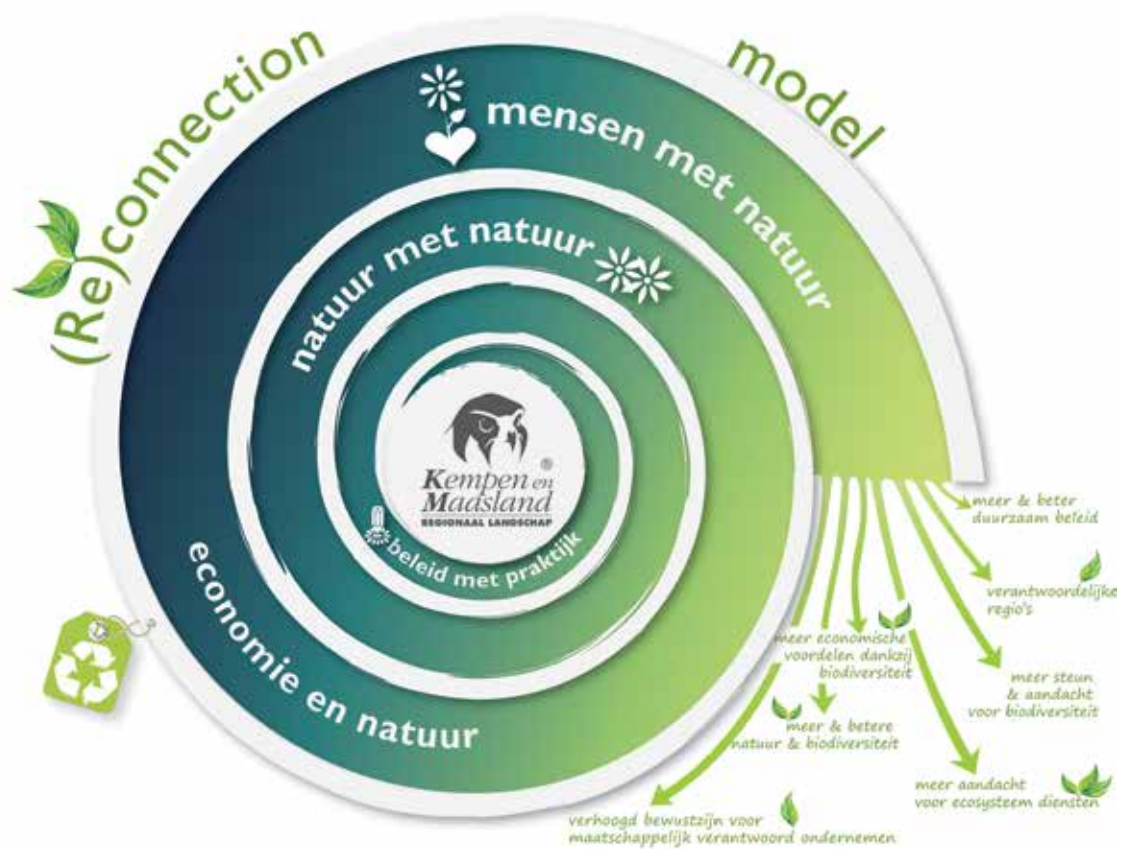 (Re)connection model
mensen met natuur
natuur met natuur
Kempen en
Maasland
REGIONAAL LANDSCHAP
®
beleid met praktijk
economie en natuur
meer & beter
duurzaam beleid
verantwoordelijke
regio's
meer steun
& aandacht
voor biodiversiteit
meer aandacht
voor ecosysteem diensten
meer economische
voordelen dankzij
biodiversiteit
meer & betere
natuur & biodiversiteit
verhoogd bewustzijn voor
maatschappelijk verantwoord ondernemen